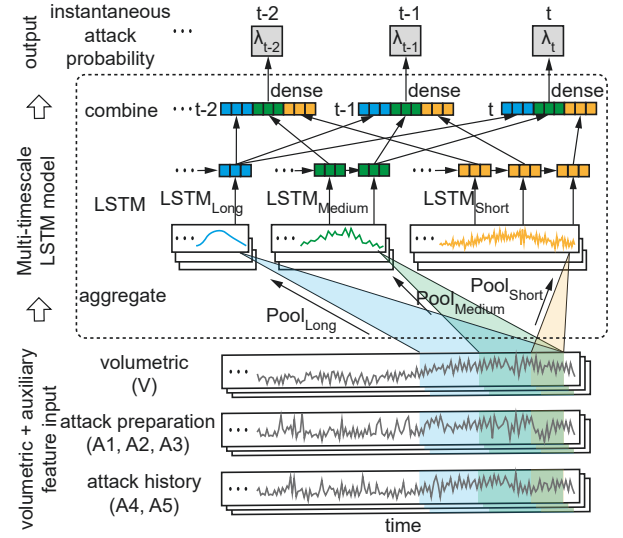 output
instantaneous
attack
probability
...
t-2
t-1
t
λt-2
λt-1
λt
dense
dense
dense
combine
... t-2
t-1
t
Multi-timescale
LSTM model
LSTM
... 
...
...
LSTMLong
LSTMMedium
LSTMShort
...
...
...
aggregate
PoolLong
PoolMedium
PoolShort
volumetric + auxiliary
feature input
volumetric
(V)
...
attack preparation
(A1, A2, A3)
...
attack history
(A4, A5)
...
time